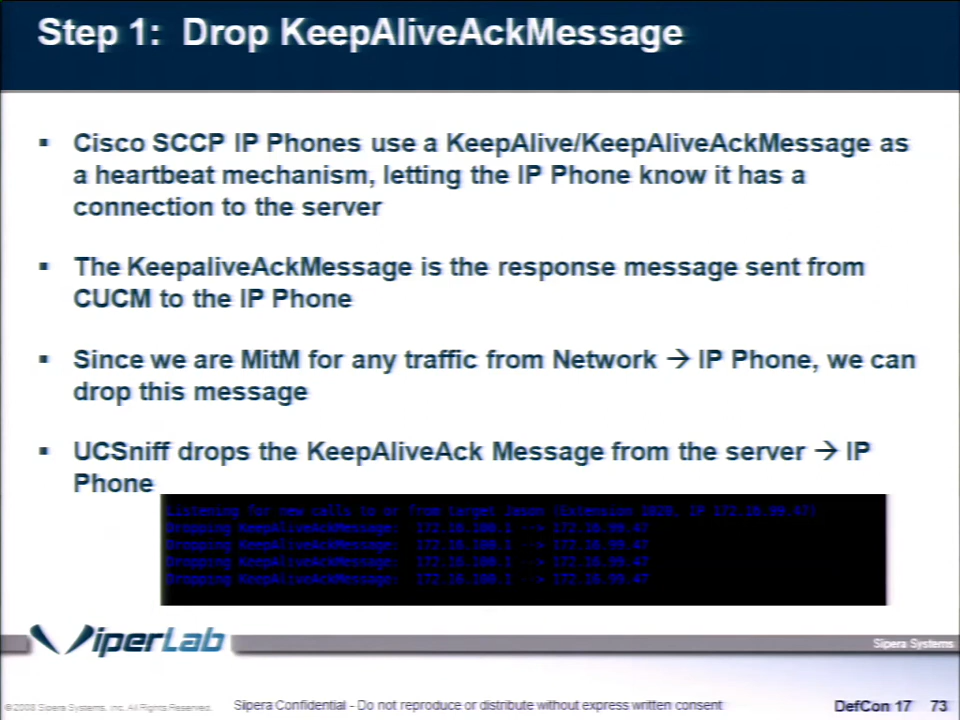 Step 1: Drop KeepAliveAckMessage
▪ Cisco SCCP IP Phones use a KeepAlive/KeepAliveAckMessage as
a heartbeat mechanism, letting the IP Phone know it has a
connection to the server
▪ The KeepaliveAckMessage is the response message sent from
CUCM to the IP Phone
▪ Since we are MitM for any traffic from Network → IP Phone, we can
drop this message
▪ UCSniff drops the KeepAliveAck Message from the server → IP
Phone
Listening for new calls to or from target Jason (Extension 1020, IP 172.16.99.47)
Dropping KeepAliveAckMessage: 172.16.100.1 --> 172.16.99.47
Dropping KeepAliveAckMessage: 172.16.100.1 --> 172.16.99.47
Dropping KeepAliveAckMessage: 172.16.100.1 --> 172.16.99.47
Dropping KeepAliveAckMessage: 172.16.100.1 --> 172.16.99.47
ViperLab
Sipera Systems
©2008 Sipera Systems, Inc. All Rights Reserved.
Sipera Confidential - Do not reproduce or distribute without express written consent
DefCon 17 73